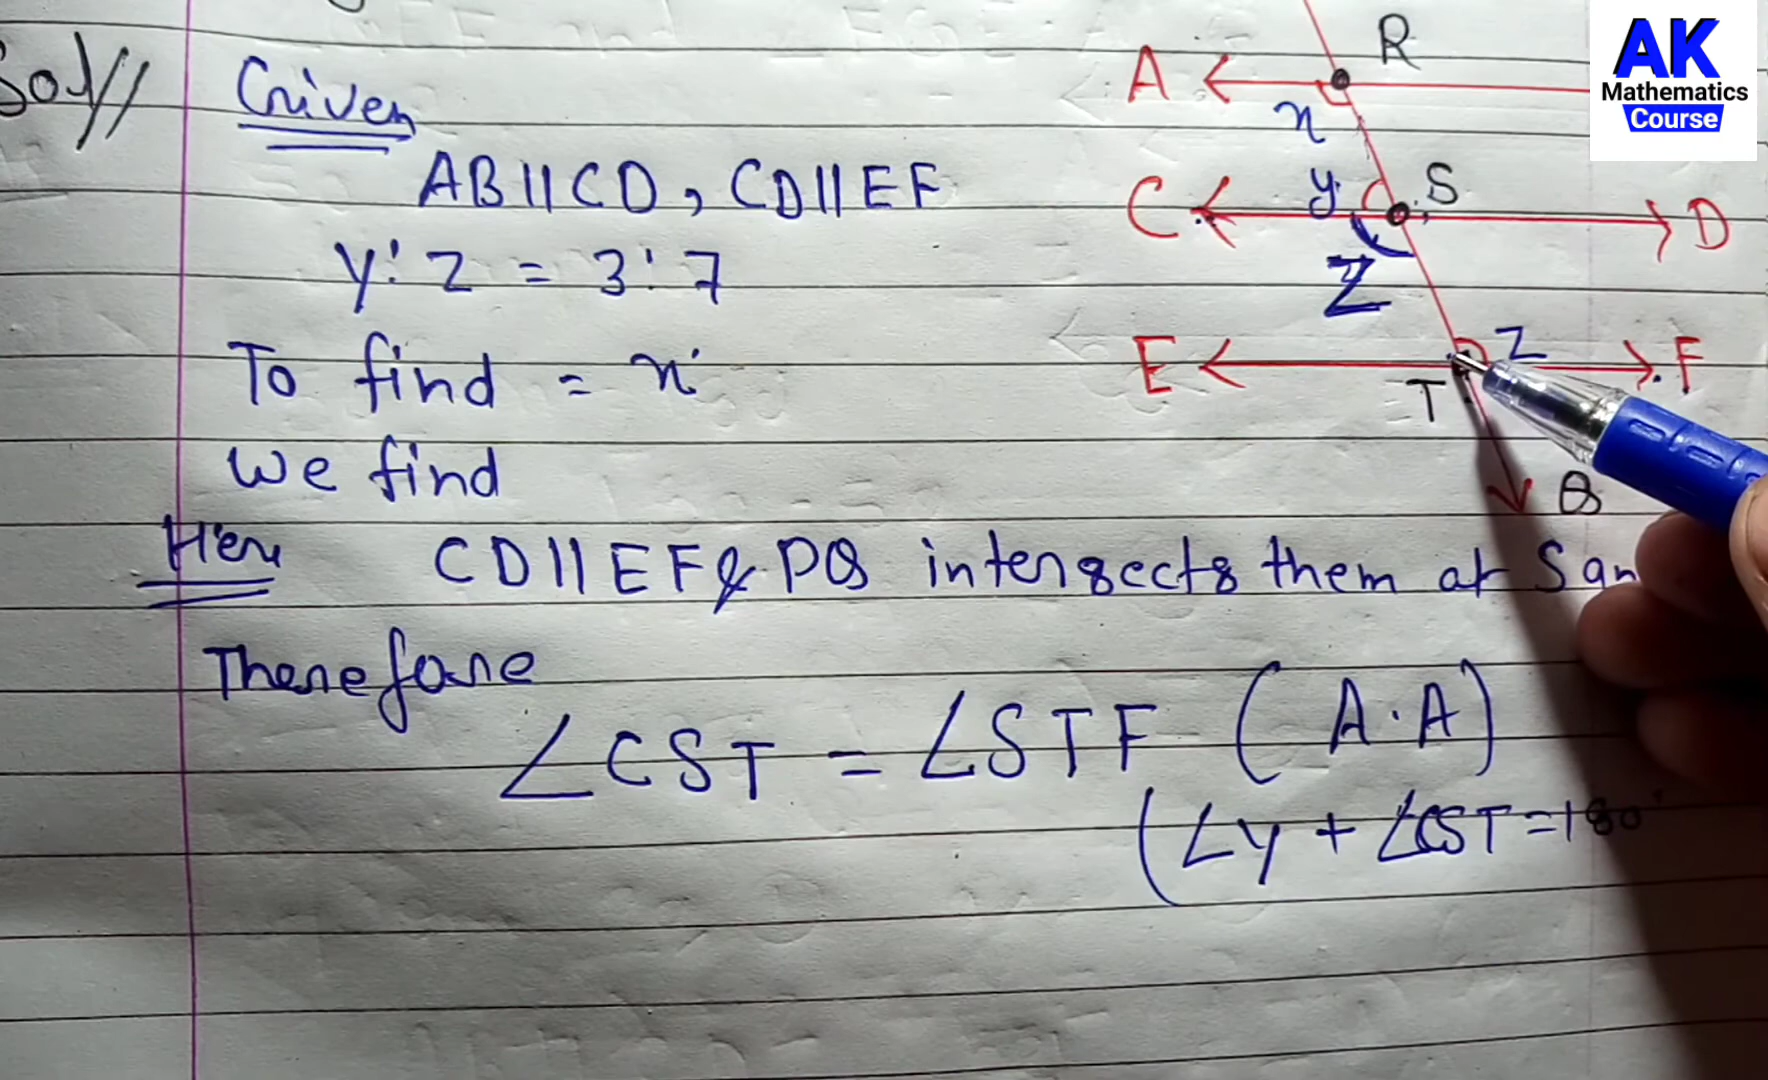 Sol//
Given
AB || CD, CD || EF
y : z = 3 : 7
To find = x
We find
Here CD || EF & PQ intersects them at S an
Therefore
∠CST = ∠STF (A.A)
(∠y + ∠CST = 180°
R
A
x
C y S D
Z
E Z F
T
Q
AK
Mathematics
Course